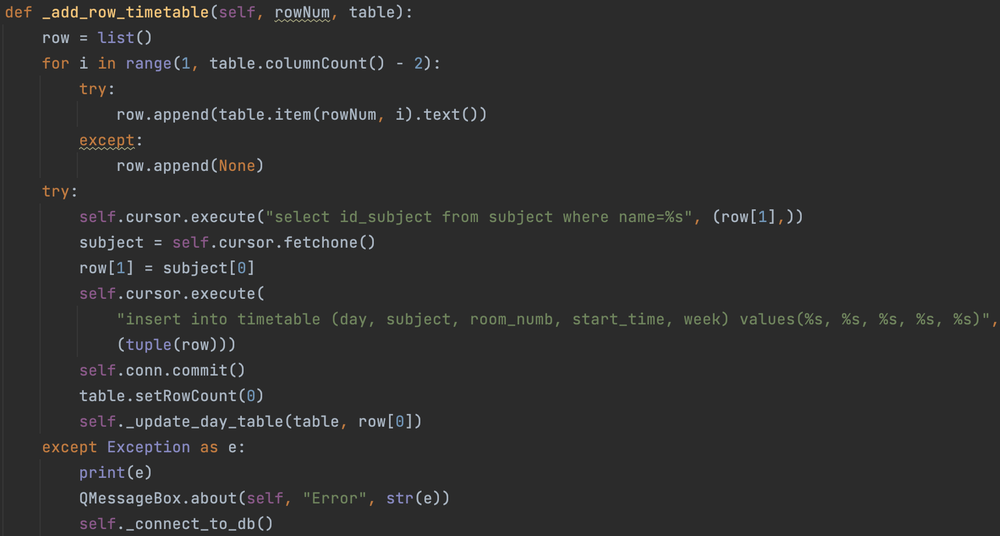 def _add_row_timetable(self, rowNum, table):
    row = list()
    for i in range(1, table.columnCount() - 2):
        try:
            row.append(table.item(rowNum, i).text())
        except:
            row.append(None)
    try:
        self.cursor.execute("select id_subject from subject where name=%s", (row[1],))
        subject = self.cursor.fetchone()
        row[1] = subject[0]
        self.cursor.execute(
            "insert into timetable (day, subject, room_numb, start_time, week) values(%s, %s, %s, %s, %s)",
            (tuple(row)))
        self.conn.commit()
        table.setRowCount(0)
        self._update_day_table(table, row[0])
    except Exception as e:
        print(e)
        QMessageBox.about(self, "Error", str(e))
        self._connect_to_db()